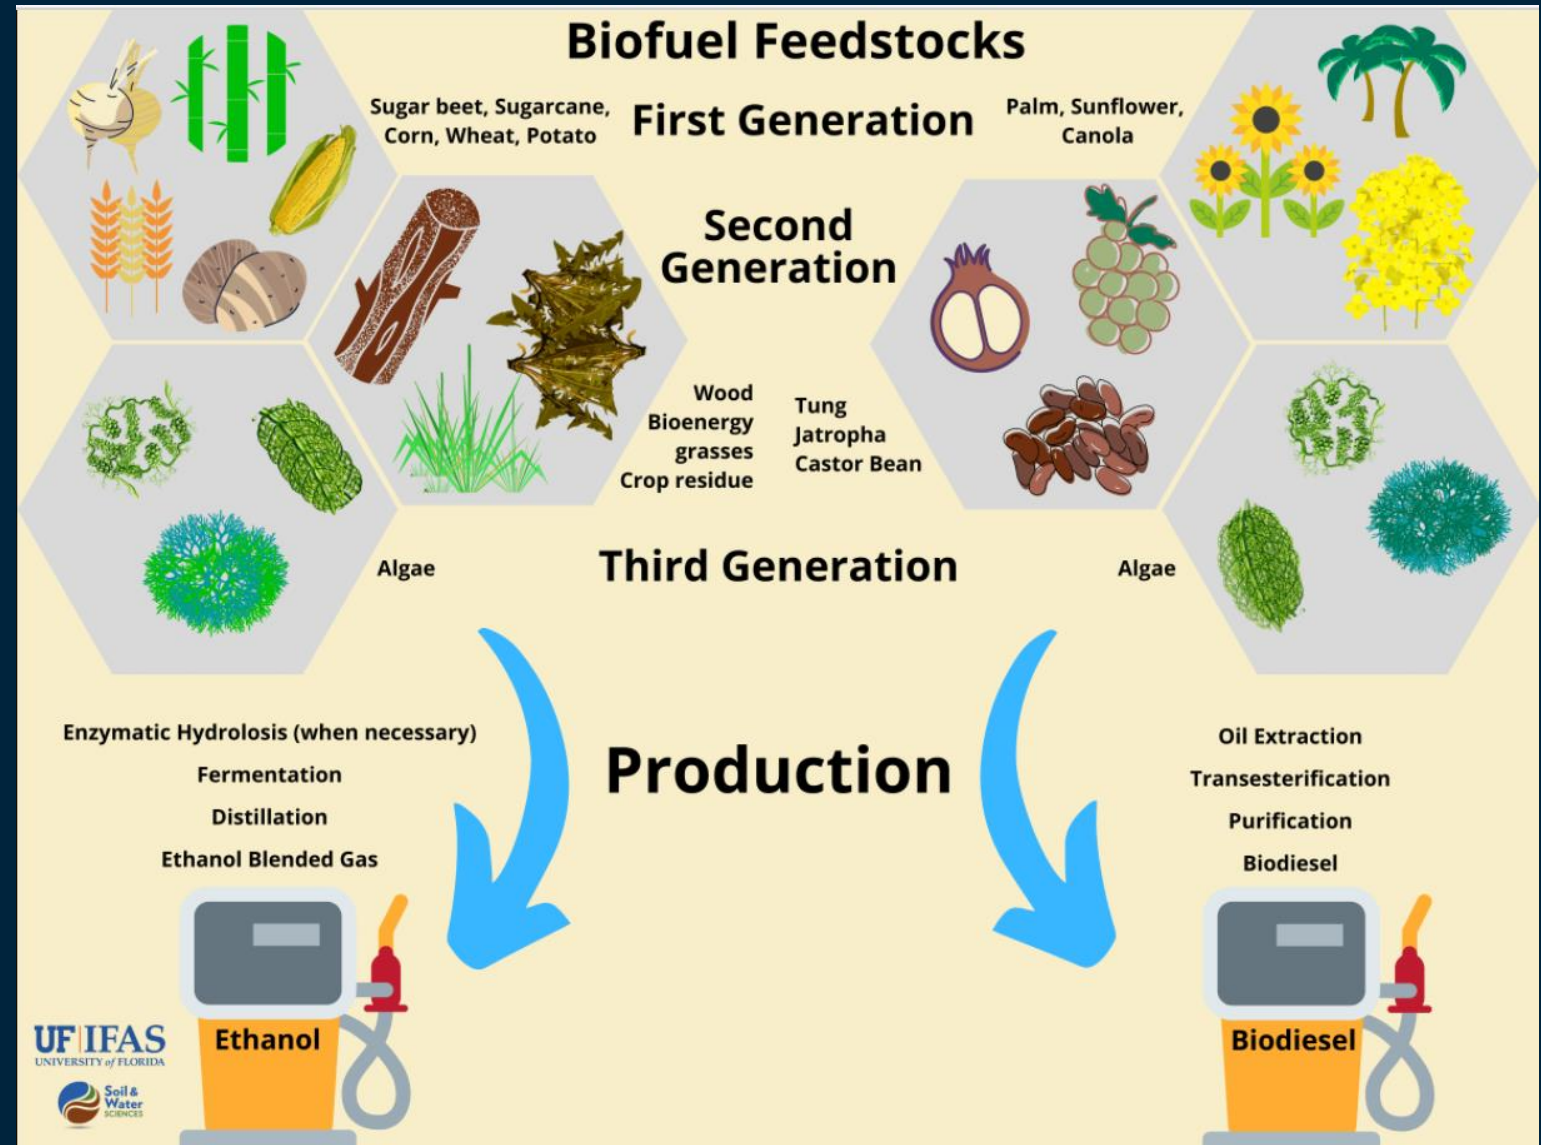 Biofuel Feedstocks
Sugar beet, Sugarcane,
Corn, Wheat, Potato
First Generation
Palm, Sunflower,
Canola
Second
Generation
Wood
Bioenergy
grasses
Crop residue
Tung
Jatropha
Castor Bean
Algae
Third Generation
Algae
Enzymatic Hydrolosis (when necessary)
Fermentation
Distillation
Ethanol Blended Gas
Production
Oil Extraction
Transesterification
Purification
Biodiesel
Ethanol
Biodiesel
UF|IFAS
UNIVERSITY of FLORIDA
Soil &
Water
SCIENCES